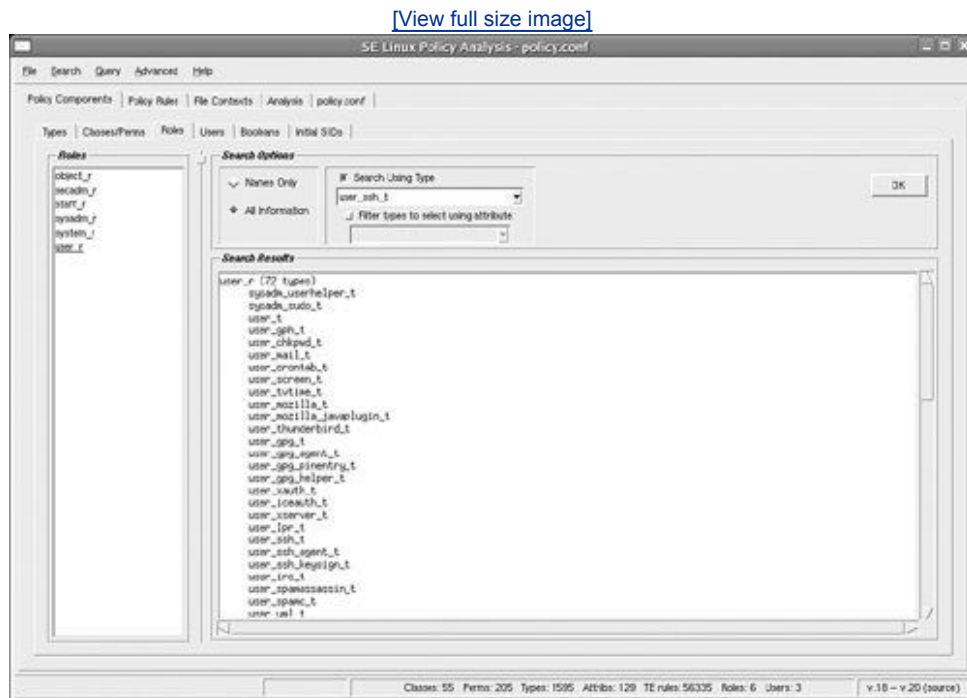 [View full size image]
SE Linux Policy Analysis - policy.conf
File Search Query Advanced Help
Policy Components Policy Rules File Contexts Analysis policy.conf
Types Classes/Perms Roles Users Booleans Initial SIDs
Roles
object_r
secadm_r
staff_r
sysadm_r
system_r
user_r
Search Options
Names Only
All Information
Search Using Type
user_ssh_t
Filter types to select using attribute
OK
Search Results
user_r (72 types)
sysadm_userhelper_t
sysadm_sudo_t
user_t
user_gph_t
user_chkpwd_t
user_mail_t
user_crontab_t
user_screen_t
user_tvtime_t
user_mozilla_t
user_mozilla_javaplugin_t
user_thunderbird_t
user_gpg_t
user_gpg_agent_t
user_gpg_pinentry_t
user_gpg_helper_t
user_xauth_t
user_iceauth_t
user_xserver_t
user_lpr_t
user_ssh_t
user_ssh_agent_t
user_ssh_keysign_t
user_irc_t
user_spamassassin_t
user_spamc_t
user_uml_t
Classes: 55 Perms: 205 Types: 1595 Attribs: 129 TE rules: 56335 Roles: 6 Users: 3
v.18 – v.20 (source)